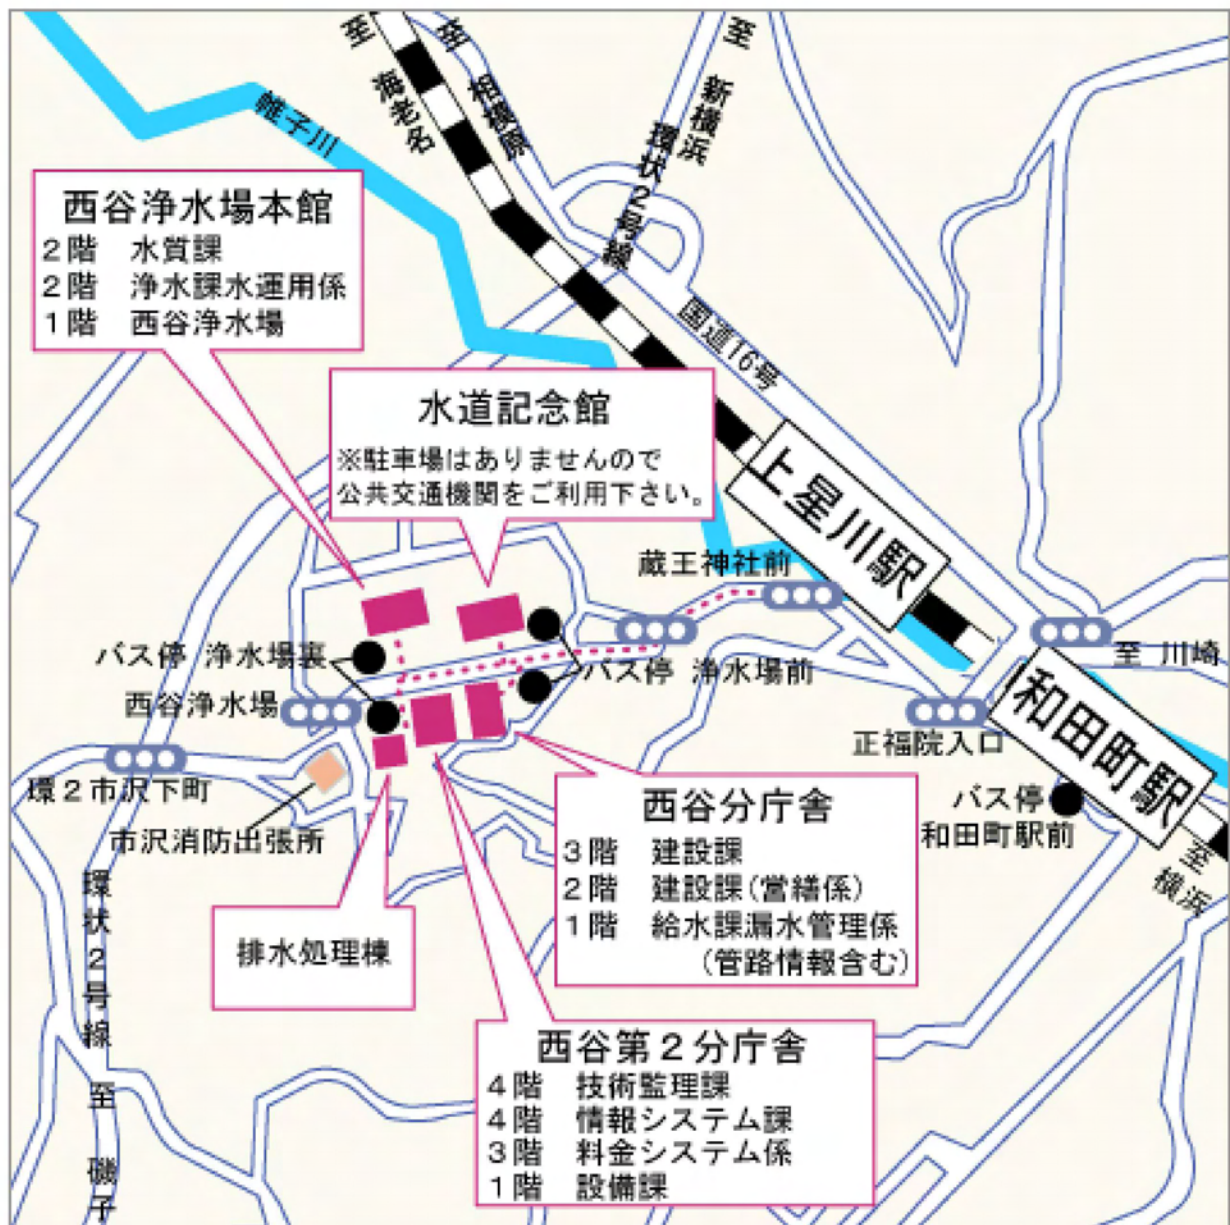 至 海老名
至 相模原
至 新横浜
環状2号線
帷子川
西谷浄水場本館
2階 水質課
2階 浄水課水運用係
1階 西谷浄水場
国道16号
水道記念館
※駐車場はありませんので
公共交通機関をご利用下さい。
上星川駅
蔵王神社前
バス停 浄水場裏
バス停 浄水場前
至 川崎
西谷浄水場
正福院入口
和田町駅
環2市沢下町
バス停
和田町駅前
市沢消防出張所
至 横浜
西谷分庁舎
3階 建設課
2階 建設課(営繕係)
1階 給水課漏水管理係
(管路情報含む)
環状2号線
至 磯子
排水処理棟
西谷第2分庁舎
4階 技術監理課
4階 情報システム課
3階 料金システム係
1階 設備課